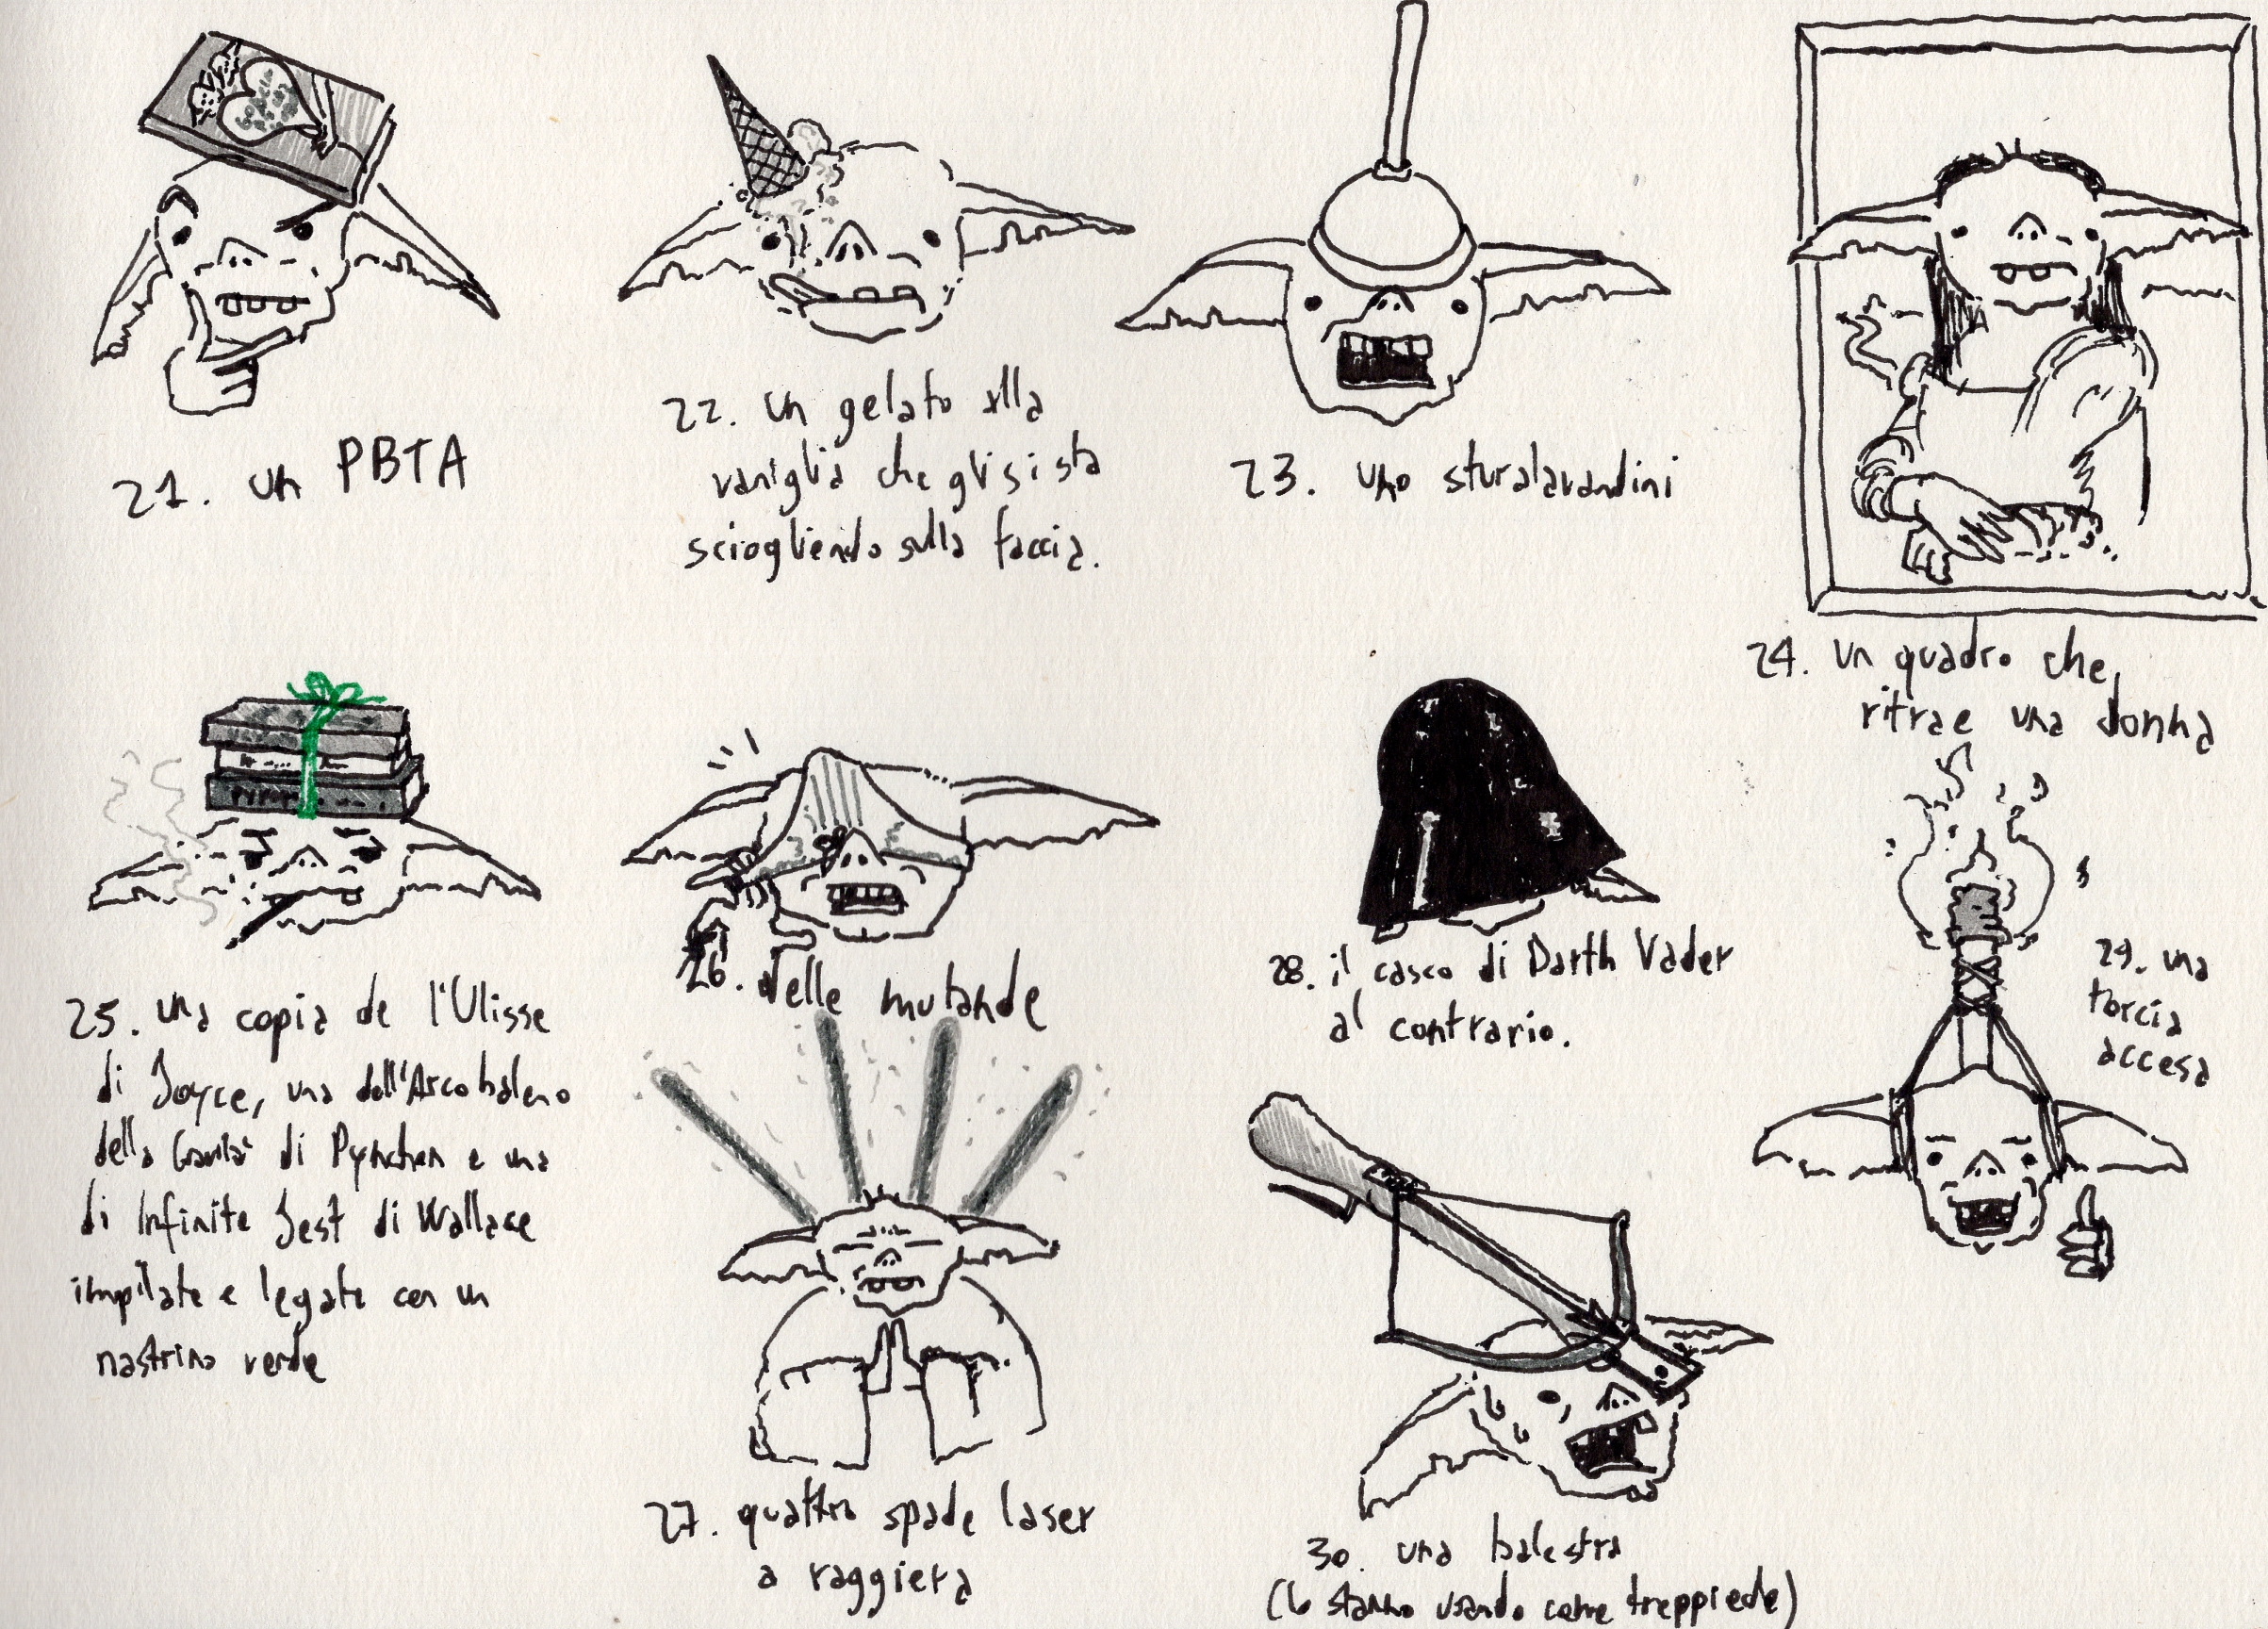 21. un PBTA
22. un gelato alla
vaniglia che gli si sta
sciogliendo sulla faccia.
23. uno sturalavandini
24. un quadro che
ritrae una donna
25. una copia de l'Ulisse
di Joyce, una dell'Arcobaleno
della Gravità di Pynchon e una
di Infinite Jest di Wallace
impilate e legate con un
nastrino verde
26. delle mutande
27. quattro spade laser
a raggiera
28. il casco di Darth Vader
al contrario.
29. una
torcia
accesa
30. una balestra
(lo stanno usando come treppiede)